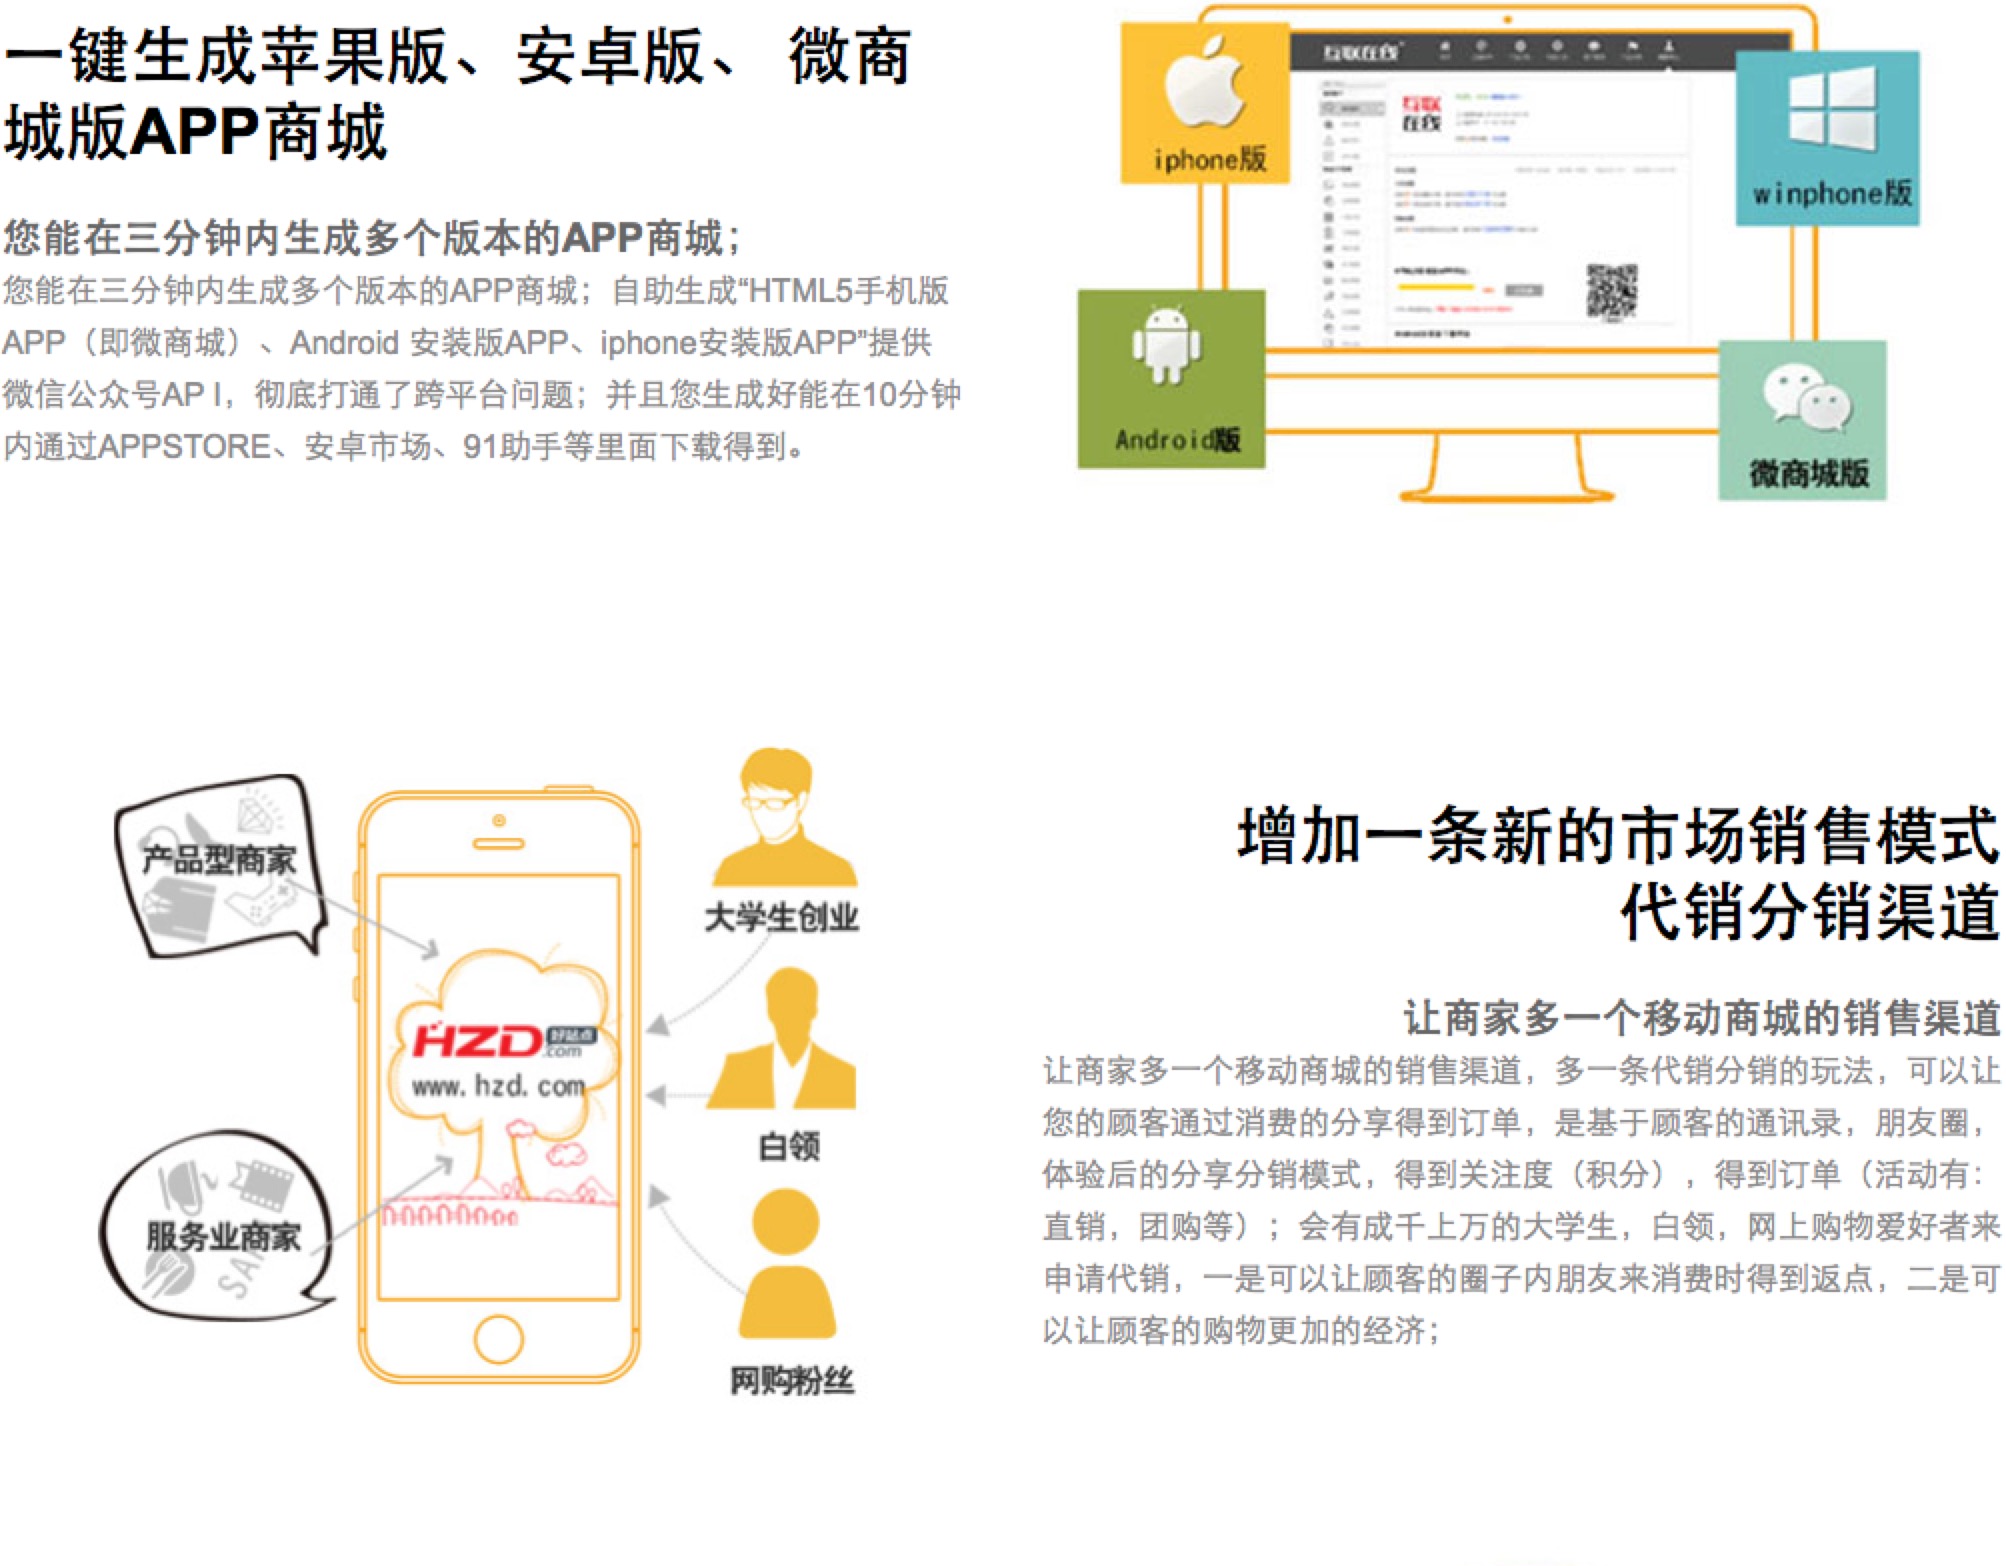 一键生成苹果版、安卓版、 微商
城版APP商城
您能在三分钟内生成多个版本的APP商城；
您能在三分钟内生成多个版本的APP商城；自助生成“HTML5手机版
APP（即微商城）、Android 安装版APP、iphone安装版APP”提供
微信公众号AP I，彻底打通了跨平台问题；并且您生成好能在10分钟
内通过APPSTORE、安卓市场、91助手等里面下载得到。
互联在线
iphone版
winphone版
互联
在线
Android版
微商城版
产品型商家
大学生创业
HZD
好站点
.com
www.hzd.com
白领
服务业商家
网购粉丝
增加一条新的市场销售模式
代销分销渠道
让商家多一个移动商城的销售渠道
让商家多一个移动商城的销售渠道，多一条代销分销的玩法，可以让
您的顾客通过消费的分享得到订单，是基于顾客的通讯录，朋友圈，
体验后的分享分销模式，得到关注度（积分），得到订单（活动有：
直销，团购等）；会有成千上万的大学生，白领，网上购物爱好者来
申请代销，一是可以让顾客的圈子内朋友来消费时得到返点，二是可
以让顾客的购物更加的经济；